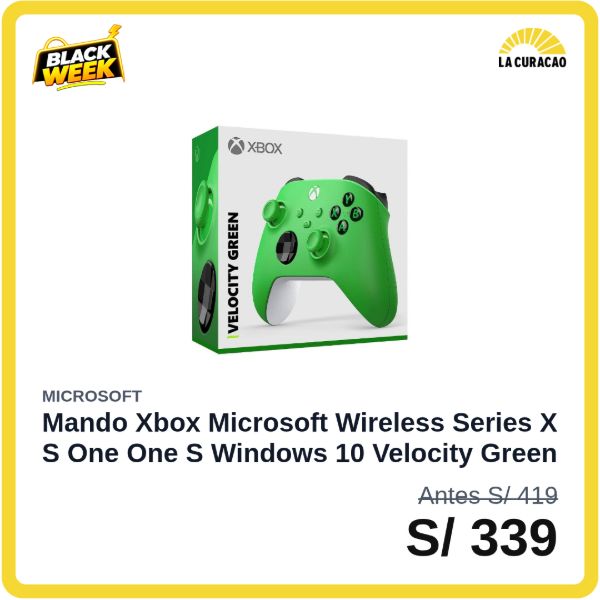 BLACK
WEEK
LA CURACAO
XBOX
VELOCITY GREEN
Y
X
B
A
MICROSOFT
Mando Xbox Microsoft Wireless Series X
S One One S Windows 10 Velocity Green
Antes S/ 419
S/ 339